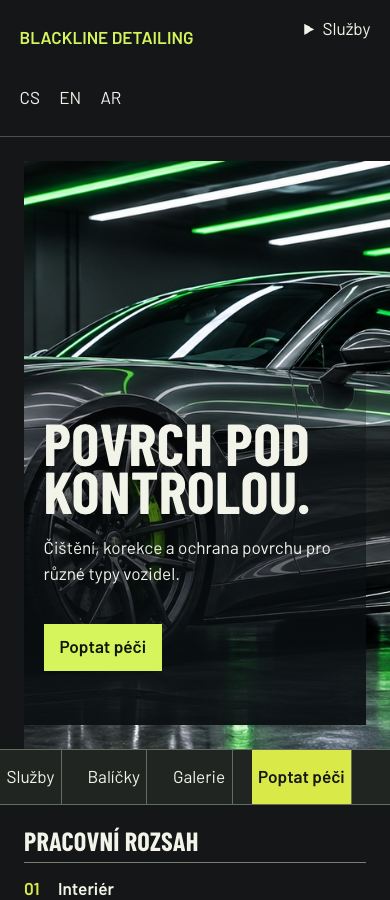 BLACKLINE DETAILING
▶ Služby
CS EN AR
POVRCH POD
KONTROLOU.
Čištění, korekce a ochrana povrchu pro
různé typy vozidel.
Poptat péči
Služby Balíčky Galerie Poptat péči
PRACOVNÍ ROZSAH
01 Interiér